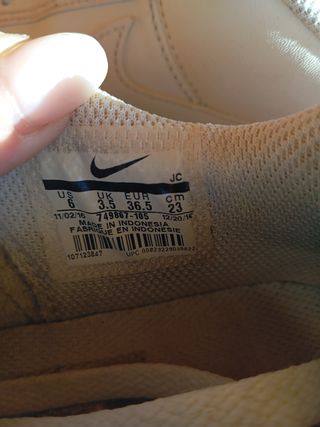 JC
US UK EUR cm
6 3.5 36.5 23
11/02/16 749867-105 12/20/16
MADE IN INDONESIA
FABRIQUE EN INDONESIE
107123847